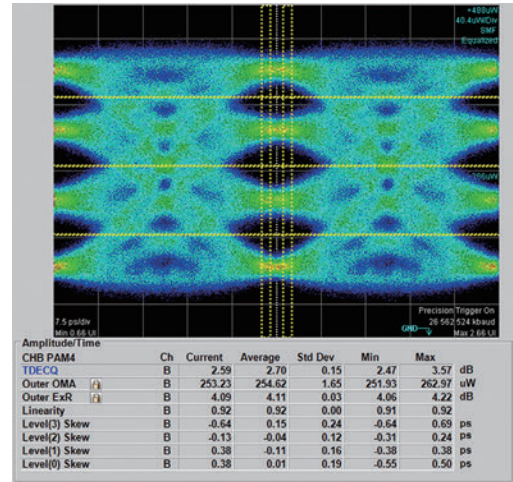 +488uW
40.4uW/Div
SMF
Equalized
7.5 ps/div
Min 0.66 UI
Precision Trigger On
26 562 524 kbaud
GND
Max 2.66 UI
Amplitude/Time
CHB PAM4 Ch Current Average Std Dev Min Max
TDECQ B 2.59 2.70 0.15 2.47 3.57 dB
Outer OMA B 253.23 254.62 1.65 251.93 262.97 uW
Outer ExR B 4.09 4.11 0.03 4.06 4.22 dB
Linearity B 0.92 0.92 0.00 0.91 0.92
Level(3) Skew B -0.64 0.15 0.24 -0.64 0.69 ps
Level(2) Skew B -0.13 -0.04 0.12 -0.31 0.24 ps
Level(1) Skew B 0.38 -0.11 0.16 -0.38 0.38 ps
Level(0) Skew B 0.38 0.01 0.19 -0.55 0.50 ps